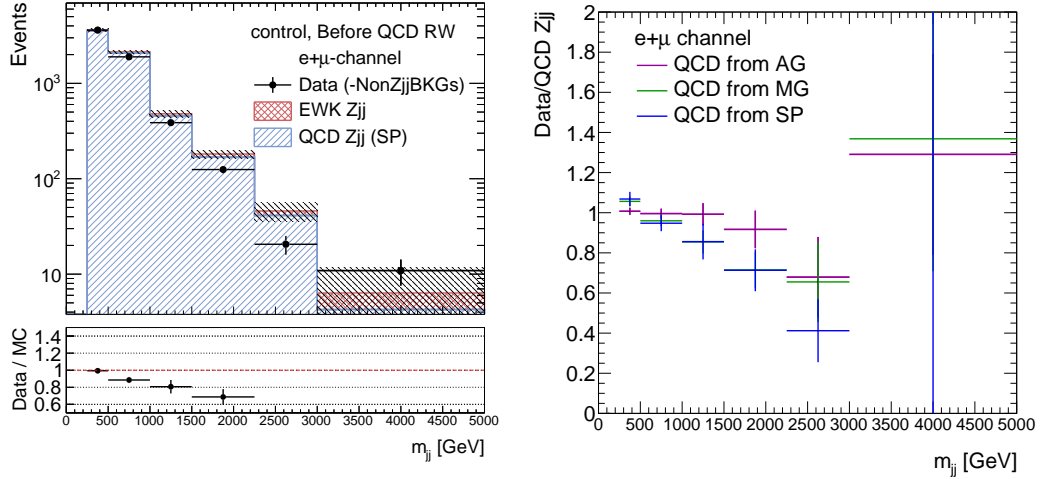 Events
control, Before QCD RW
e+μ-channel
Data (-NonZjjBKGs)
EWK Zjj
QCD Zjj (SP)
10³
10²
10
Data / MC
1.4
1.2
1
0.8
0.6
0 500 1000 1500 2000 2500 3000 3500 4000 4500 5000
m_jj [GeV]
Data/QCD Zjj
e+μ channel
QCD from AG
QCD from MG
QCD from SP
2
1.8
1.6
1.4
1.2
1
0.8
0.6
0.4
0.2
0
0 500 1000 1500 2000 2500 3000 3500 4000 4500 5000
m_jj [GeV]